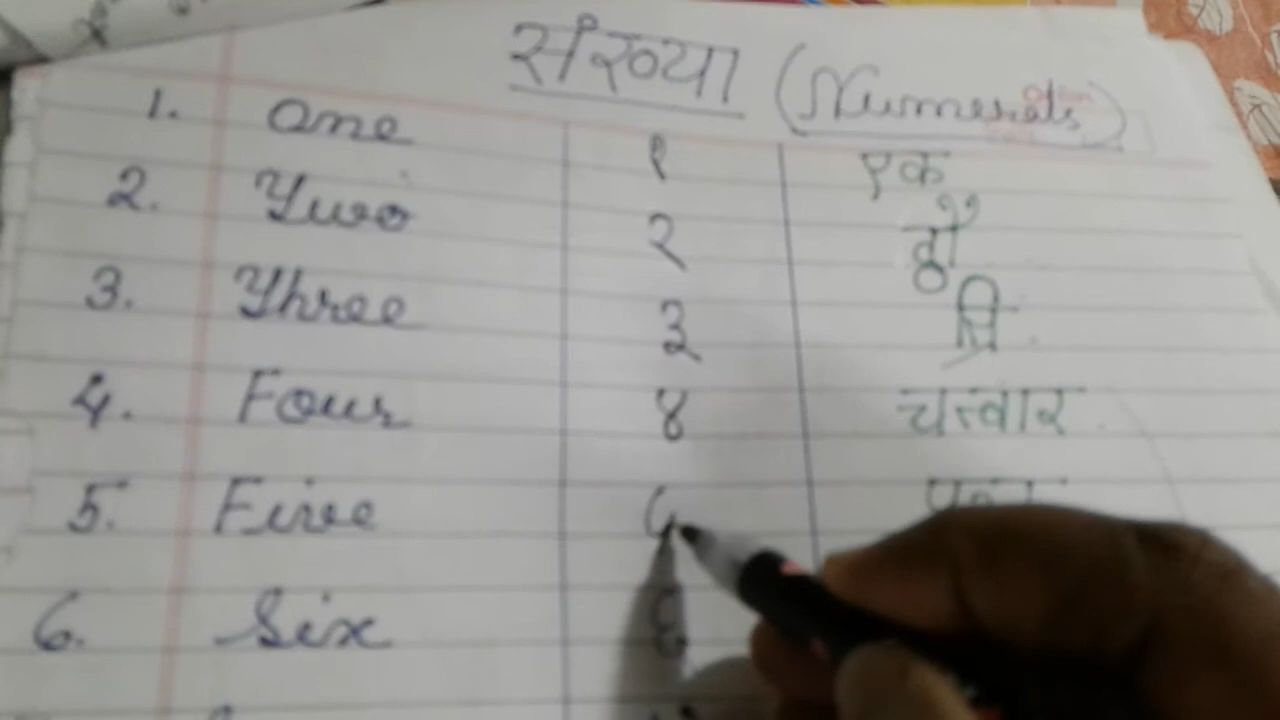 संख्या (Numerals)
1. One १ एक
2. Two २ द्वौ
3. Three ३ त्रि
4. Four ४ चत्वार
5. Five
6. Six ६